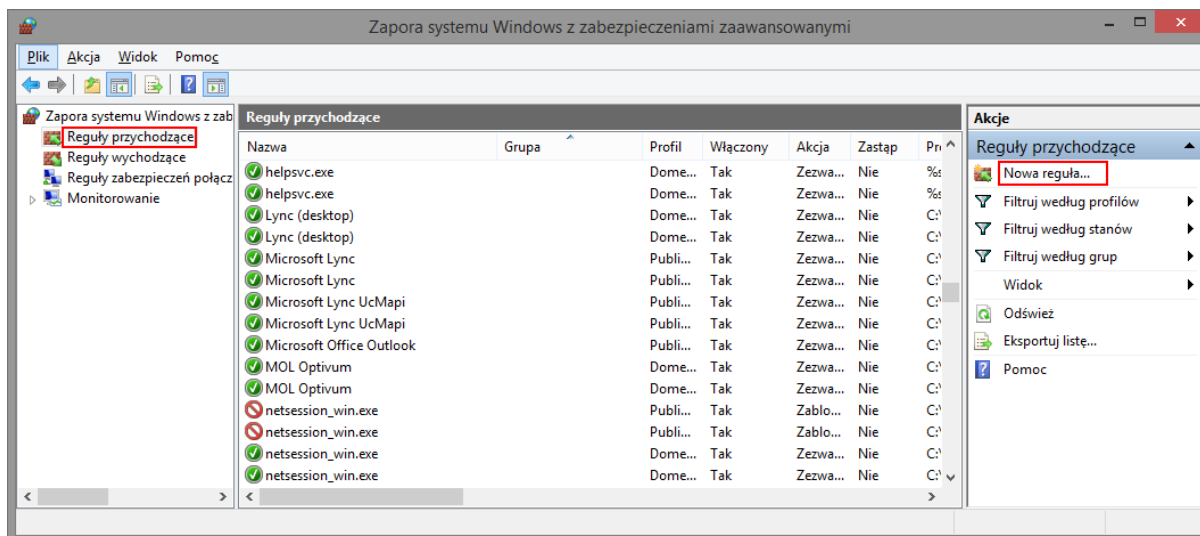 Zapora systemu Windows z zabezpieczeniami zaawansowanymi
Plik Akcja Widok Pomoc
Zapora systemu Windows z zab
Reguły przychodzące
Reguły wychodzące
Reguły zabezpieczeń połącz
Monitorowanie
Reguły przychodzące
Nazwa Grupa Profil Włączony Akcja Zastąp Pr
helpsvc.exe Dome... Tak Zezwa... Nie %s
helpsvc.exe Dome... Tak Zezwa... Nie %s
Lync (desktop) Dome... Tak Zezwa... Nie C:\
Lync (desktop) Dome... Tak Zezwa... Nie C:\
Microsoft Lync Publi... Tak Zezwa... Nie C:\
Microsoft Lync Publi... Tak Zezwa... Nie C:\
Microsoft Lync UcMapi Publi... Tak Zezwa... Nie C:\
Microsoft Lync UcMapi Publi... Tak Zezwa... Nie C:\
Microsoft Office Outlook Publi... Tak Zezwa... Nie C:\
MOL Optivum Dome... Tak Zezwa... Nie C:\
MOL Optivum Dome... Tak Zezwa... Nie C:\
netsession_win.exe Publi... Tak Zablo... Nie C:\
netsession_win.exe Publi... Tak Zablo... Nie C:\
netsession_win.exe Dome... Tak Zezwa... Nie C:\
netsession_win.exe Dome... Tak Zezwa... Nie C:\
Akcje
Reguły przychodzące
Nowa reguła...
Filtruj według profilów
Filtruj według stanów
Filtruj według grup
Widok
Odśwież
Eksportuj listę...
Pomoc